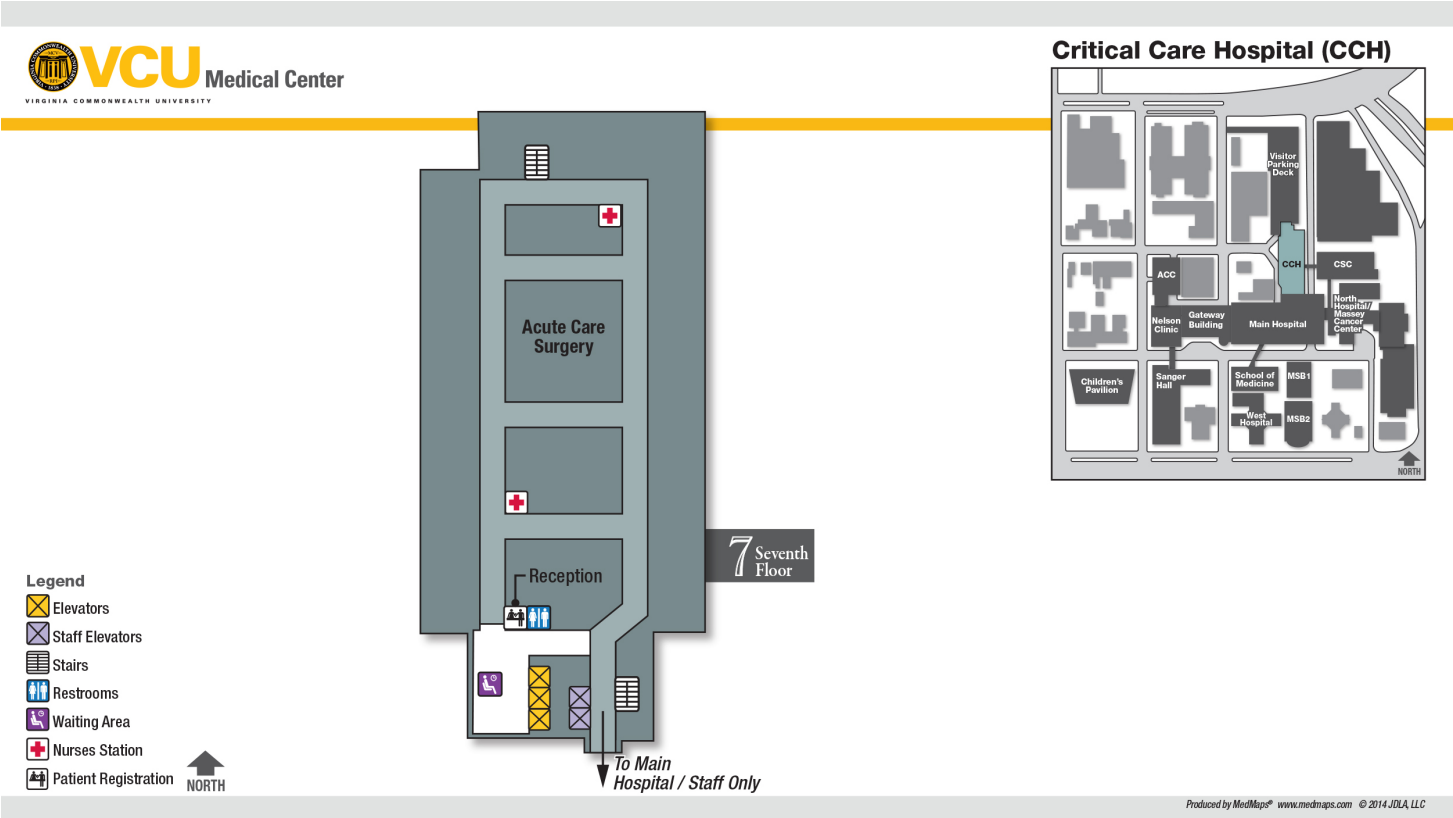 VCU Medical Center
VIRGINIA COMMONWEALTH UNIVERSITY
Critical Care Hospital (CCH)
Visitor
Parking
Deck
CCH
CSC
ACC
North
Hospital/
Massey
Cancer
Center
Nelson
Clinic
Gateway
Building
Main Hospital
Children's
Pavilion
Sanger
Hall
School of
Medicine
MSB1
West
Hospital
MSB2
NORTH
Acute Care
Surgery
7 Seventh
Floor
Reception
To Main
Hospital / Staff Only
Legend
Elevators
Staff Elevators
Stairs
Restrooms
Waiting Area
Nurses Station
Patient Registration
NORTH
Produced by MedMaps® www.medmaps.com © 2014 JDLA, LLC